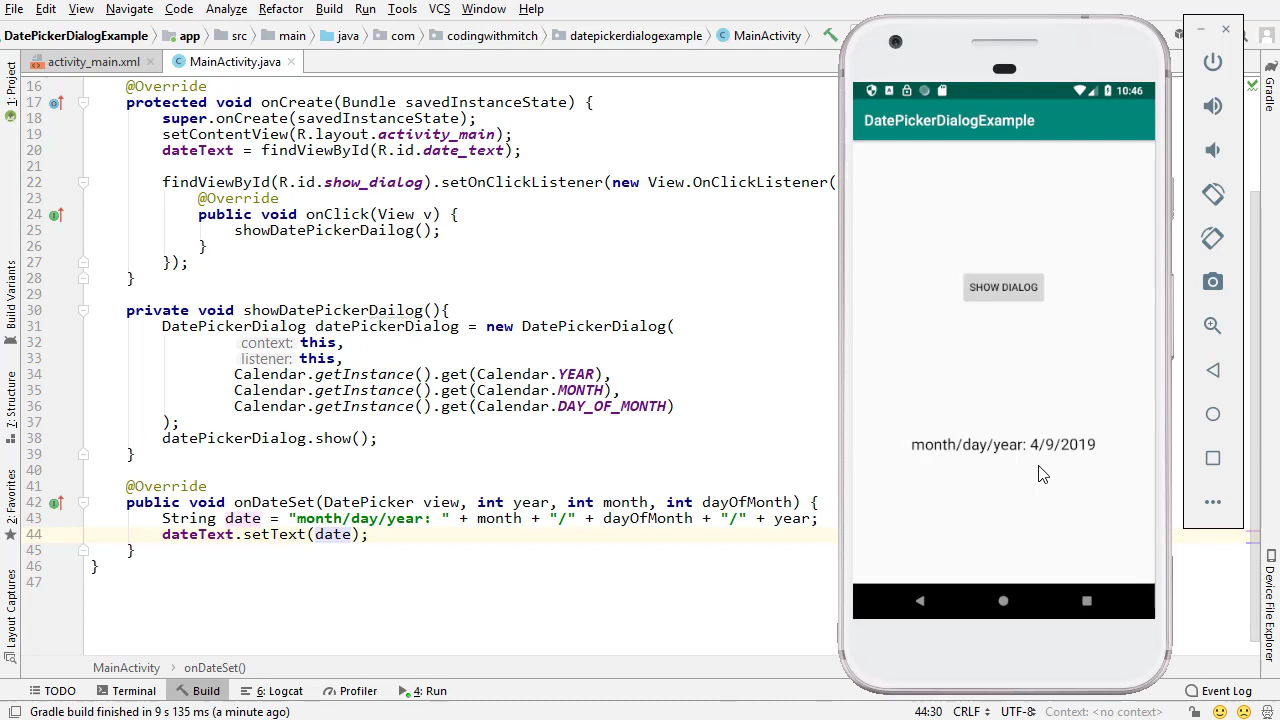 File Edit View Navigate Code Analyze Refactor Build Run Tools VCS Window Help
DatePickerDialogExample app src main java com codingwithmith datepickerdialogexample MainActivity
activity_main.xml MainActivity.java
16 @Override
17 protected void onCreate(Bundle savedInstanceState) {
18 super.onCreate(savedInstanceState);
19 setContentView(R.layout.activity_main);
20 dateText = findViewById(R.id.date_text);
21
22 findViewById(R.id.show_dialog).setOnClickListener(new View.OnClickListener(
23 @Override
24 public void onClick(View v) {
25 showDatePickerDailog();
26 }
27 });
28 }
29
30 private void showDatePickerDailog(){
31 DatePickerDialog datePickerDialog = new DatePickerDialog(
32 context: this,
33 listener: this,
34 Calendar.getInstance().get(Calendar.YEAR),
35 Calendar.getInstance().get(Calendar.MONTH),
36 Calendar.getInstance().get(Calendar.DAY_OF_MONTH)
37 );
38 datePickerDialog.show();
39 }
40
41 @Override
42 public void onDateSet(DatePicker view, int year, int month, int dayOfMonth) {
43 String date = "month/day/year: " + month + "/" + dayOfMonth + "/" + year;
44 dateText.setText(date);
45 }
46 }
47
MainActivity onDateSet()
TODO Terminal Build 6: Logcat Profiler 4: Run Event Log
Gradle build finished in 9 s 135 ms (a minute ago) 44:30 CRLF UTF-8 Context: <no context>
1: Project
Build Variants
Z: Structure
2: Favorites
Layout Captures
10:46
DatePickerDialogExample
SHOW DIALOG
month/day/year: 4/9/2019
Gradle
Device File Explorer